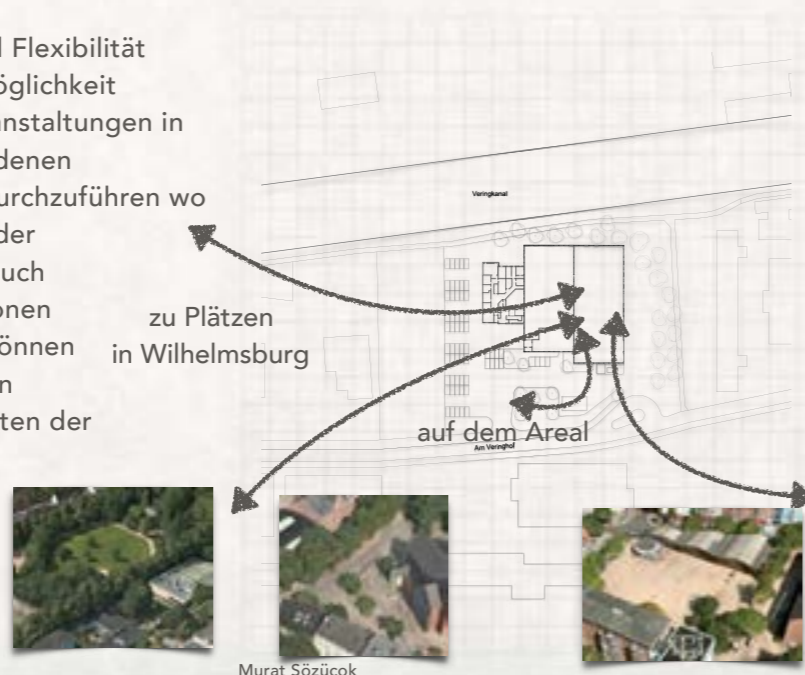 Flexibilität
öglichkeit
nstaltungen in
denen
urchzuführen wo
der
uch
onen
önnen
n
ten der
zu Plätzen
in Wilhelmsburg
Veringkanal
auf dem Areal
Am Veringhof
Murat Sözücok